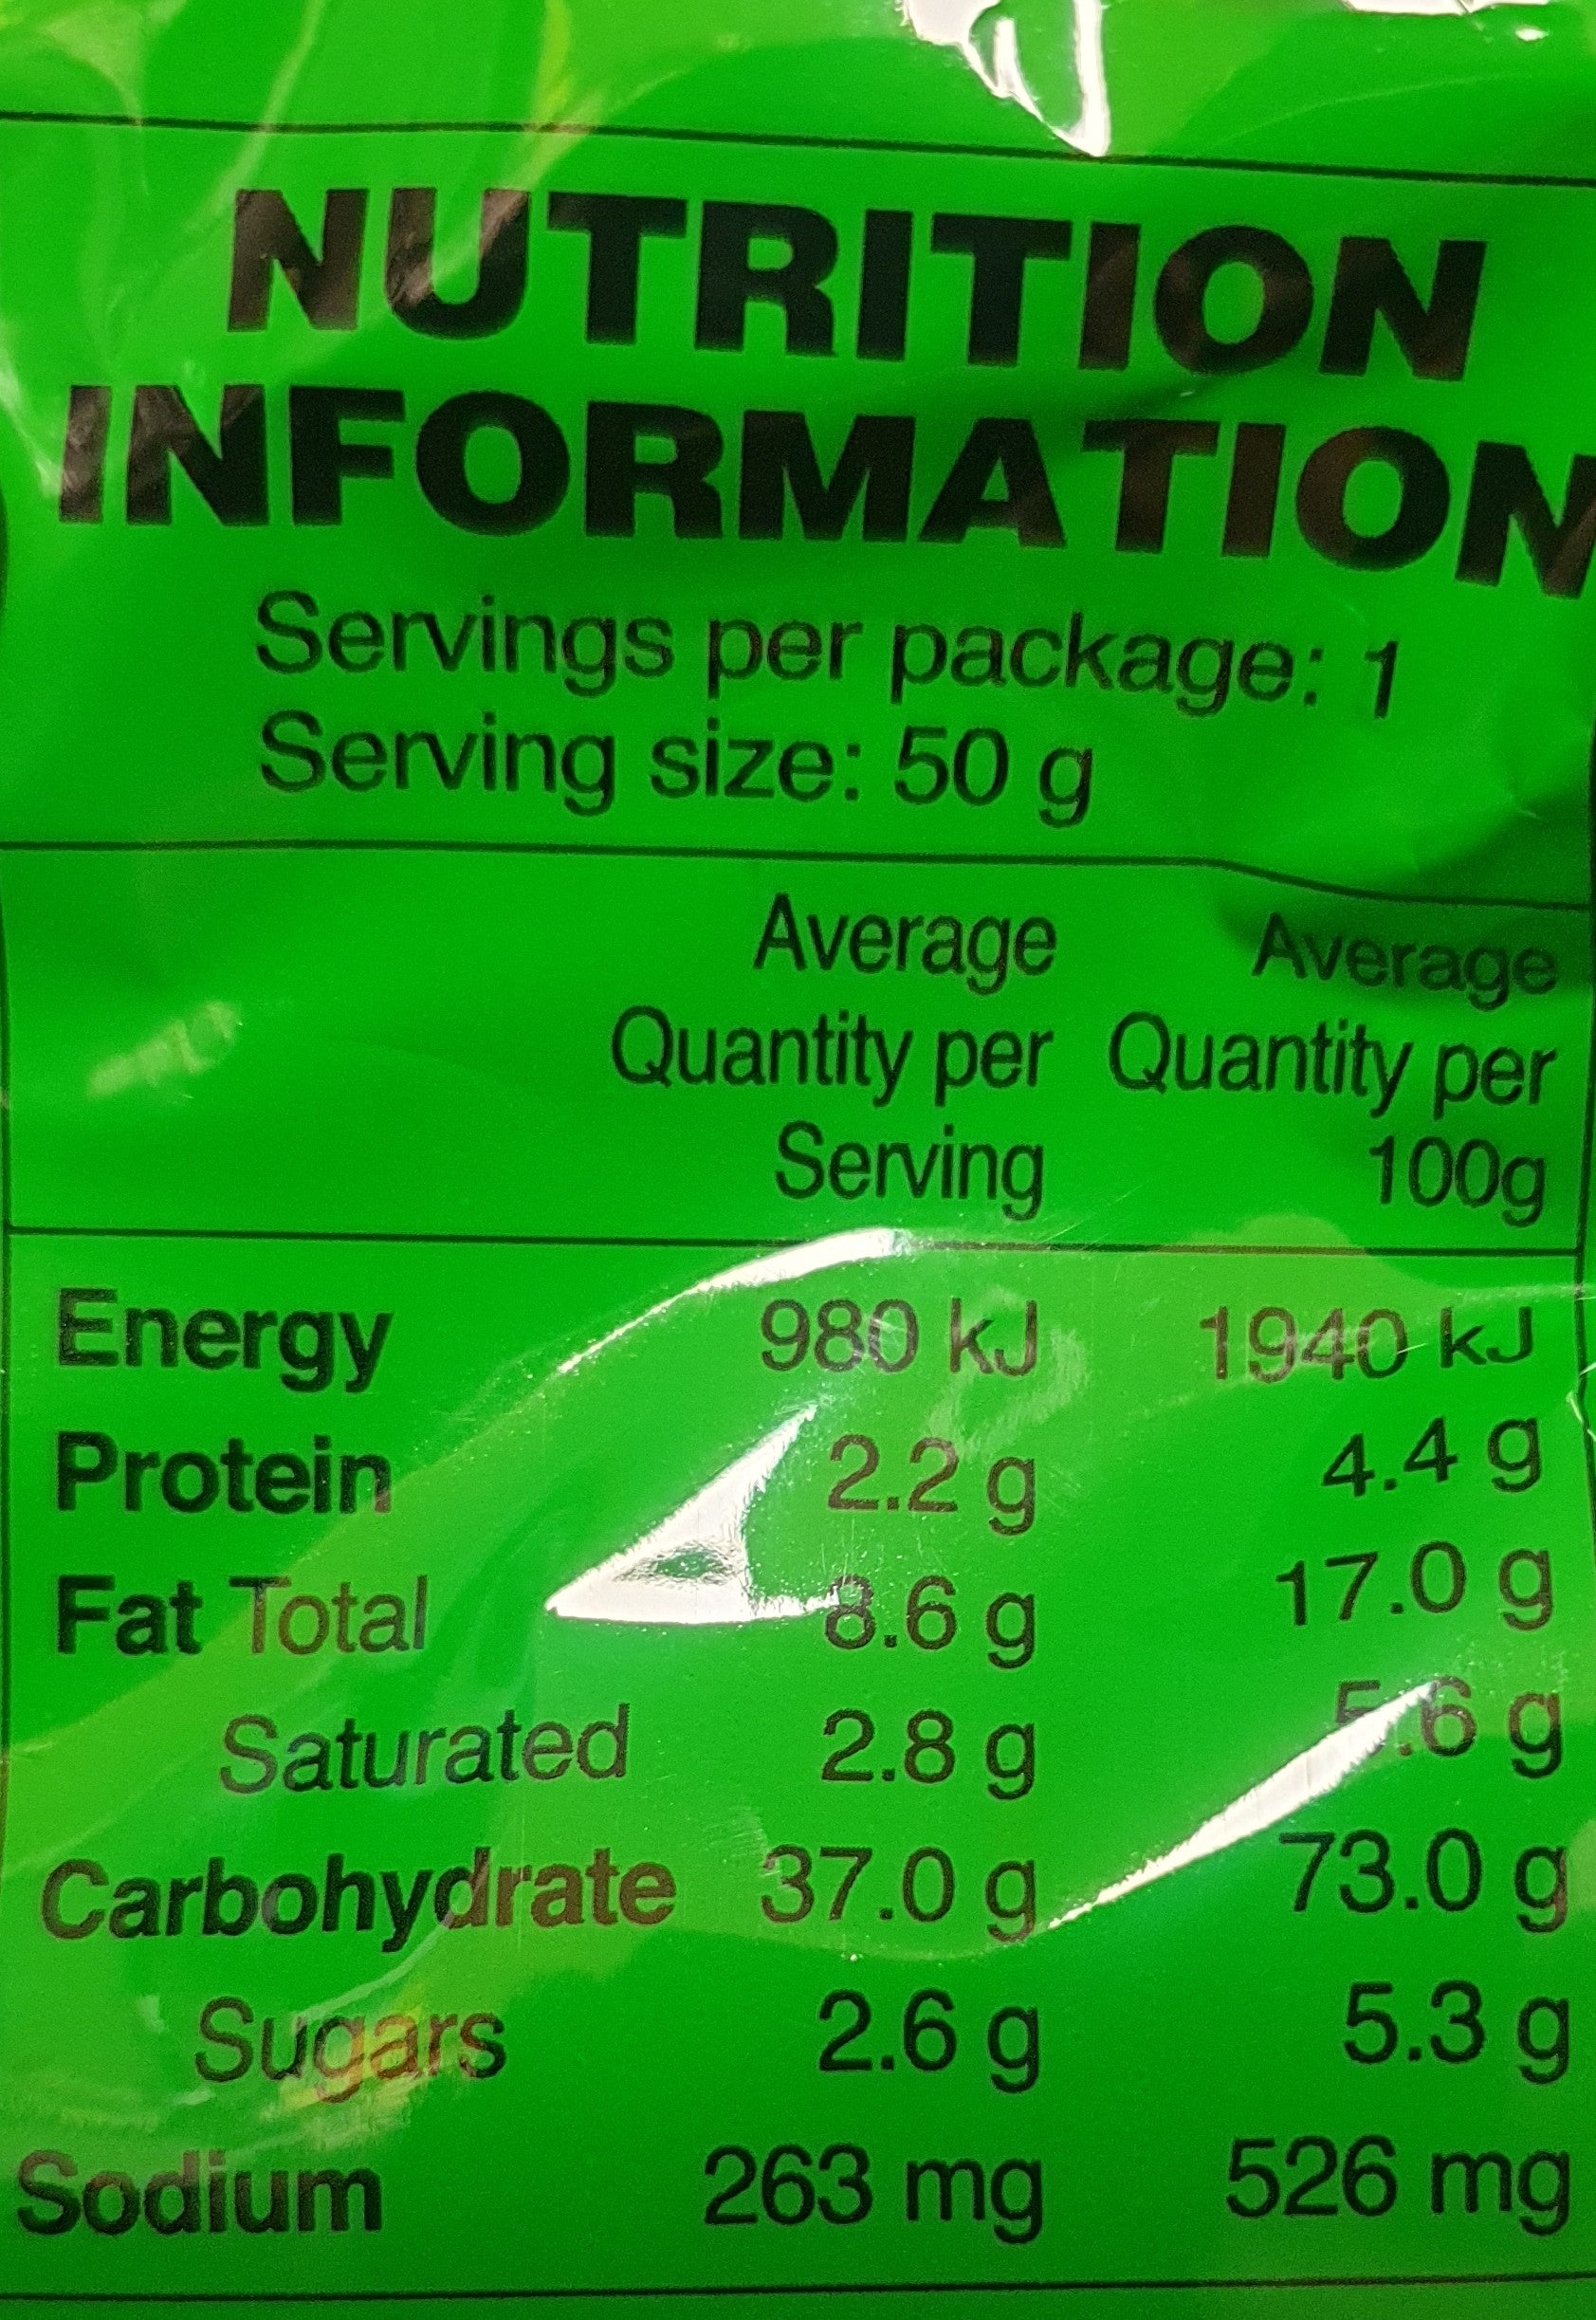 NUTRITION
INFORMATION
Servings per package: 1
Serving size: 50 g
Average Average
Quantity per Quantity per
Serving 100g
Energy 980 kJ 1940 kJ
Protein 2.2 g 4.4 g
Fat Total 8.6 g 17.0 g
Saturated 2.8 g 5.6 g
Carbohydrate 37.0 g 73.0 g
Sugars 2.6 g 5.3 g
Sodium 263 mg 526 mg